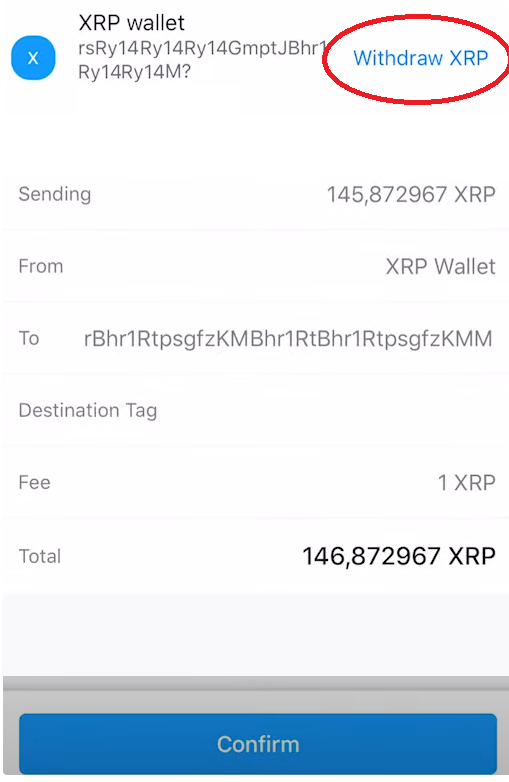 XRP wallet
X
rsRy14Ry14Ry14GmptJBhr1
Ry14Ry14M?
Withdraw XRP
Sending 145,872967 XRP
From XRP Wallet
To rBhr1RtpsgfzKMBhr1RtBhr1RtpsgfzKMM
Destination Tag
Fee 1 XRP
Total 146,872967 XRP
Confirm